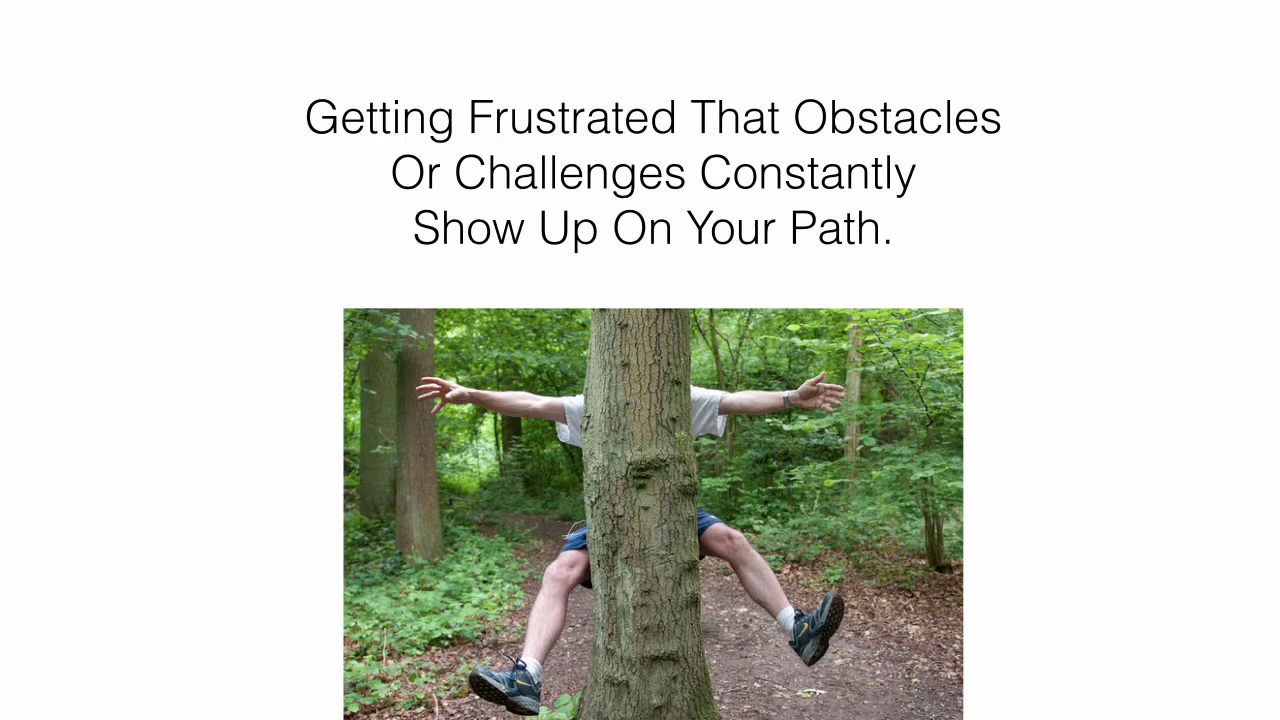 Getting Frustrated That Obstacles
Or Challenges Constantly
Show Up On Your Path.